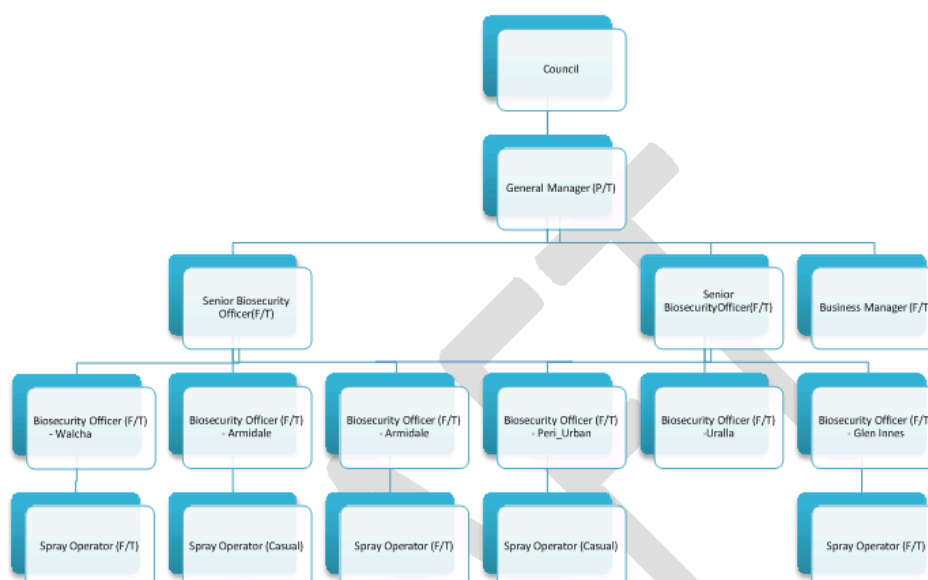 Council
General Manager (P/T)
Senior Biosecurity
Officer(F/T)
Senior
BiosecurityOfficer(F/T)
Business Manager (F/T
Biosecurity Officer (F/T)
- Walcha
Biosecurity Officer (F/T)
- Armidale
Biosecurity Officer (F/T)
- Armidale
Biosecurity Officer (F/T)
- Peri_Urban
Biosecurity Officer (F/T)
-Uralla
Biosecurity Officer (F/T)
- Glen Innes
Spray Operator (F/T)
Spray Operator (Casual)
Spray Operator (F/T)
Spray Operator (Casual)
Spray Operator (F/T)